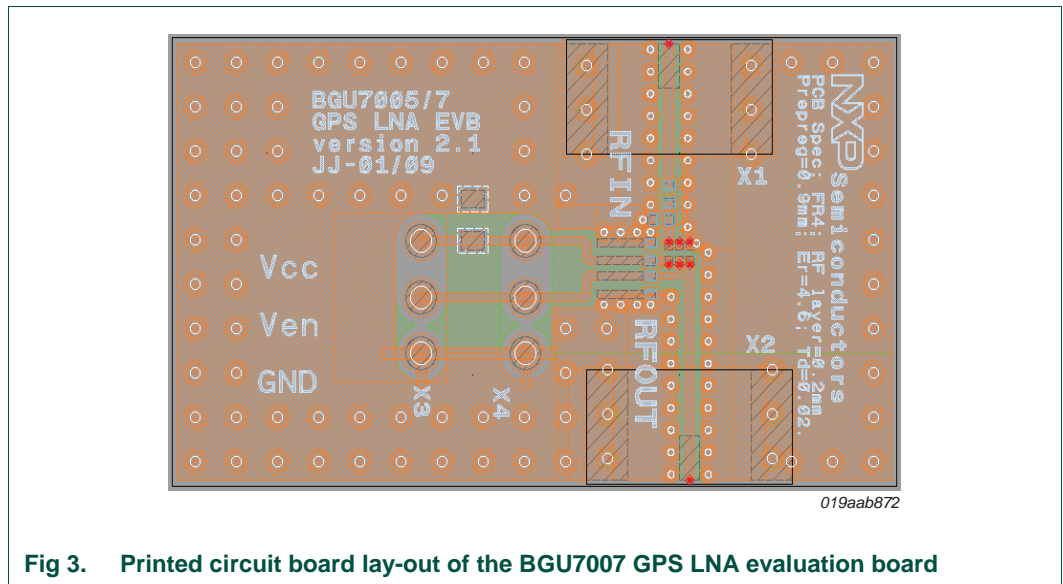 BGU7005/7
GPS LNA EVB
version 2.1
JJ-01/09
Vcc
Ven
GND
X3
X4
RFIN
RFOUT
X1
X2
NXP Semiconductors
PCB Spec: FR4; RF layer=0.2mm
Prepreg=0.9mm; Er=4.6; Td=0.02.
019aab872
Fig 3. Printed circuit board lay-out of the BGU7007 GPS LNA evaluation board